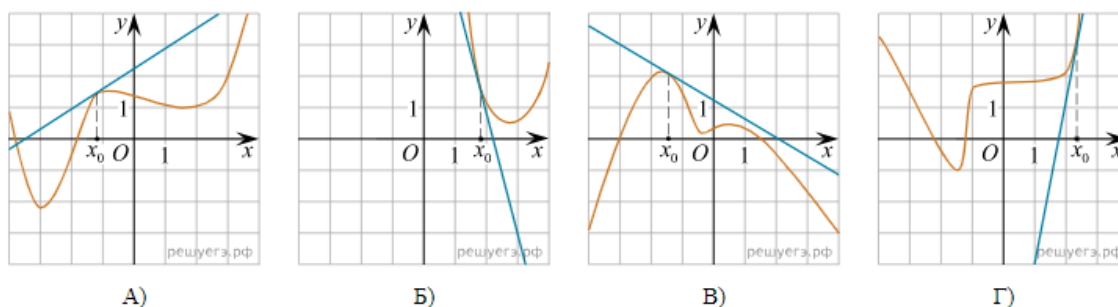 y
1
x₀ O 1 x
решуегэ.рф
А)
y
1
O 1 x₀ x
решуегэ.рф
Б)
y
1
x₀ O 1 x
решуегэ.рф
В)
y
1
O 1 x₀ x
решуегэ.рф
Г)